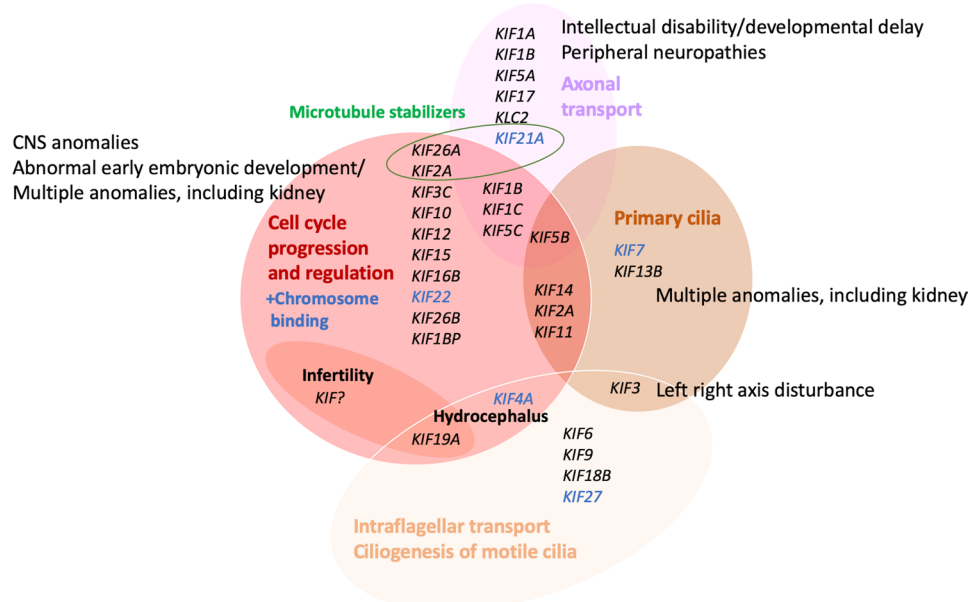 KIF1A
KIF1B
KIF5A
KIF17
KLC2
KIF21A
Intellectual disability/developmental delay
Peripheral neuropathies
Axonal
transport
Microtubule stabilizers
CNS anomalies
Abnormal early embryonic development/
Multiple anomalies, including kidney
KIF26A
KIF2A
KIF3C
KIF10
KIF12
KIF15
KIF16B
KIF22
KIF26B
KIF1BP
Cell cycle
progression
and regulation
+Chromosome
binding
KIF1B
KIF1C
KIF5C
KIF5B
KIF14
KIF2A
KIF11
Primary cilia
KIF7
KIF13B
Multiple anomalies, including kidney
Infertility
KIF?
KIF4A
Hydrocephalus
KIF19A
KIF3
Left right axis disturbance
KIF6
KIF9
KIF18B
KIF27
Intraflagellar transport
Ciliogenesis of motile cilia